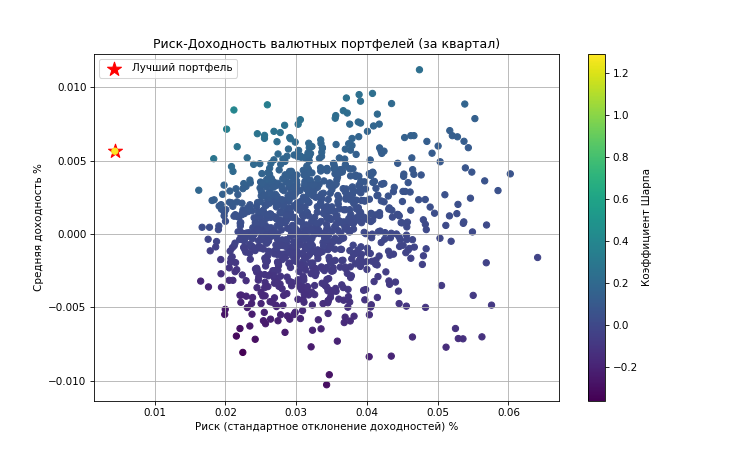 Риск-Доходность валютных портфелей (за квартал)
Лучший портфель
0.010
0.005
0.000
−0.005
−0.010
Средняя доходность %
0.01 0.02 0.03 0.04 0.05 0.06
Риск (стандартное отклонение доходностей) %
1.2
1.0
0.8
0.6
0.4
0.2
0.0
−0.2
Коэффициент Шарпа